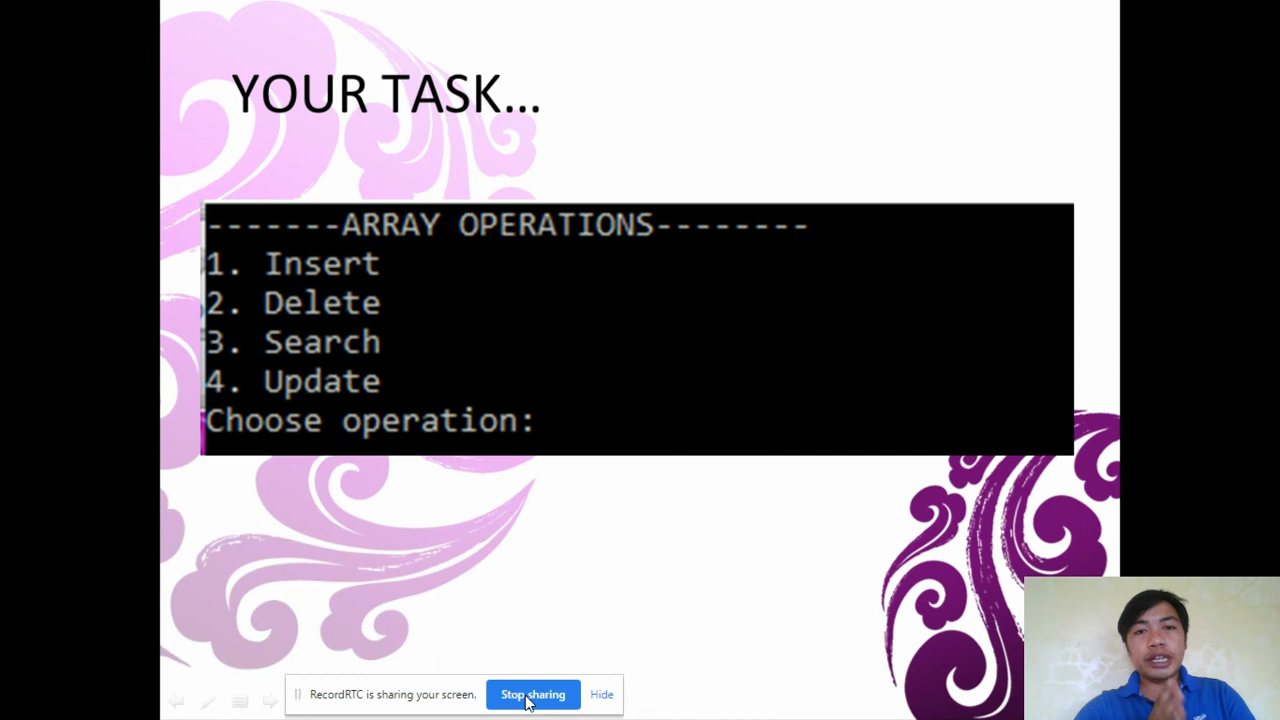 YOUR TASK...
-------ARRAY OPERATIONS--------
1. Insert
2. Delete
3. Search
4. Update
Choose operation:
RecordRTC is sharing your screen. Stop sharing Hide